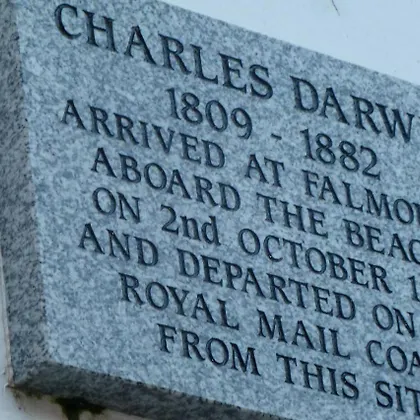 CHARLES DARW
1809 - 1882
ARRIVED AT FALMO
ABOARD THE BEAG
ON 2nd OCTOBER 1
AND DEPARTED ON
ROYAL MAIL COA
FROM THIS SIT